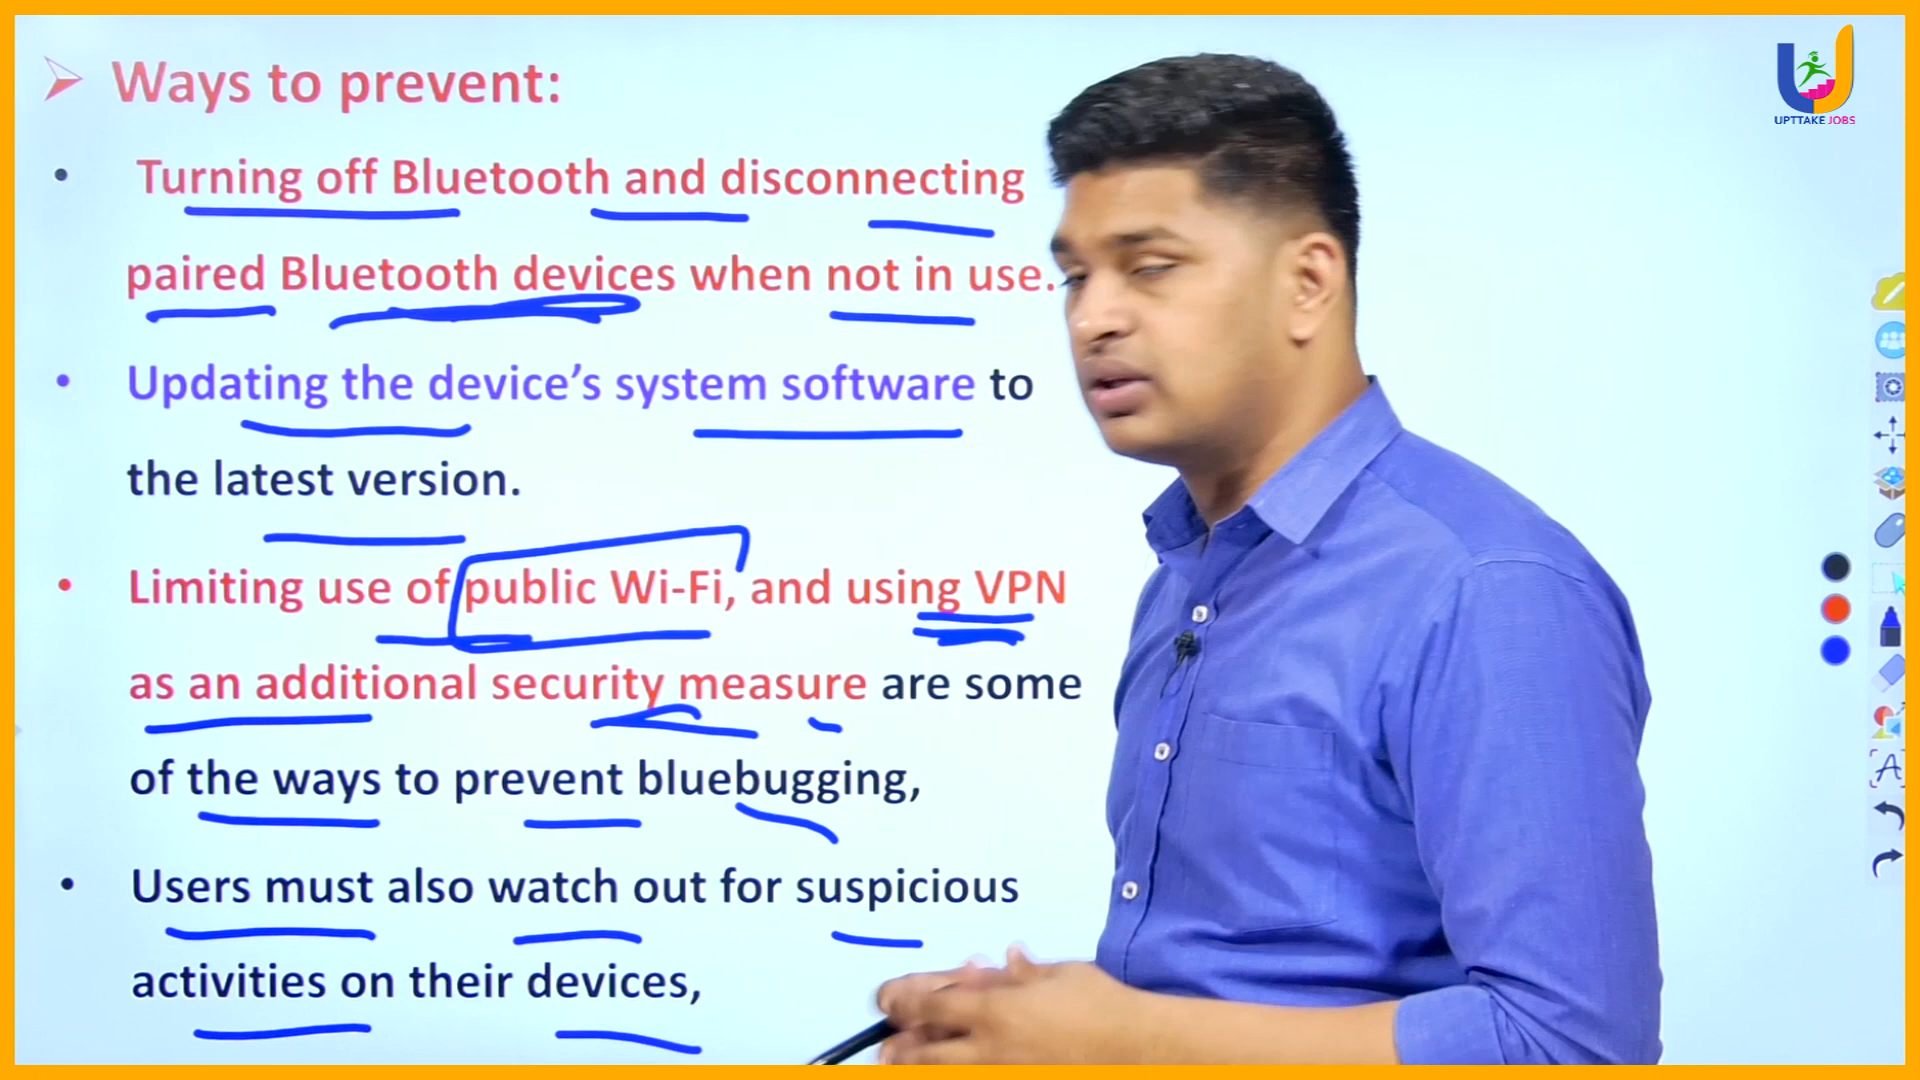 Ways to prevent:
Turning off Bluetooth and disconnecting
paired Bluetooth devices when not in use.
Updating the device’s system software to
the latest version.
Limiting use of public Wi-Fi, and using VPN
as an additional security measure are some
of the ways to prevent bluebugging,
Users must also watch out for suspicious
activities on their devices,
UPTTAKE JOBS
A